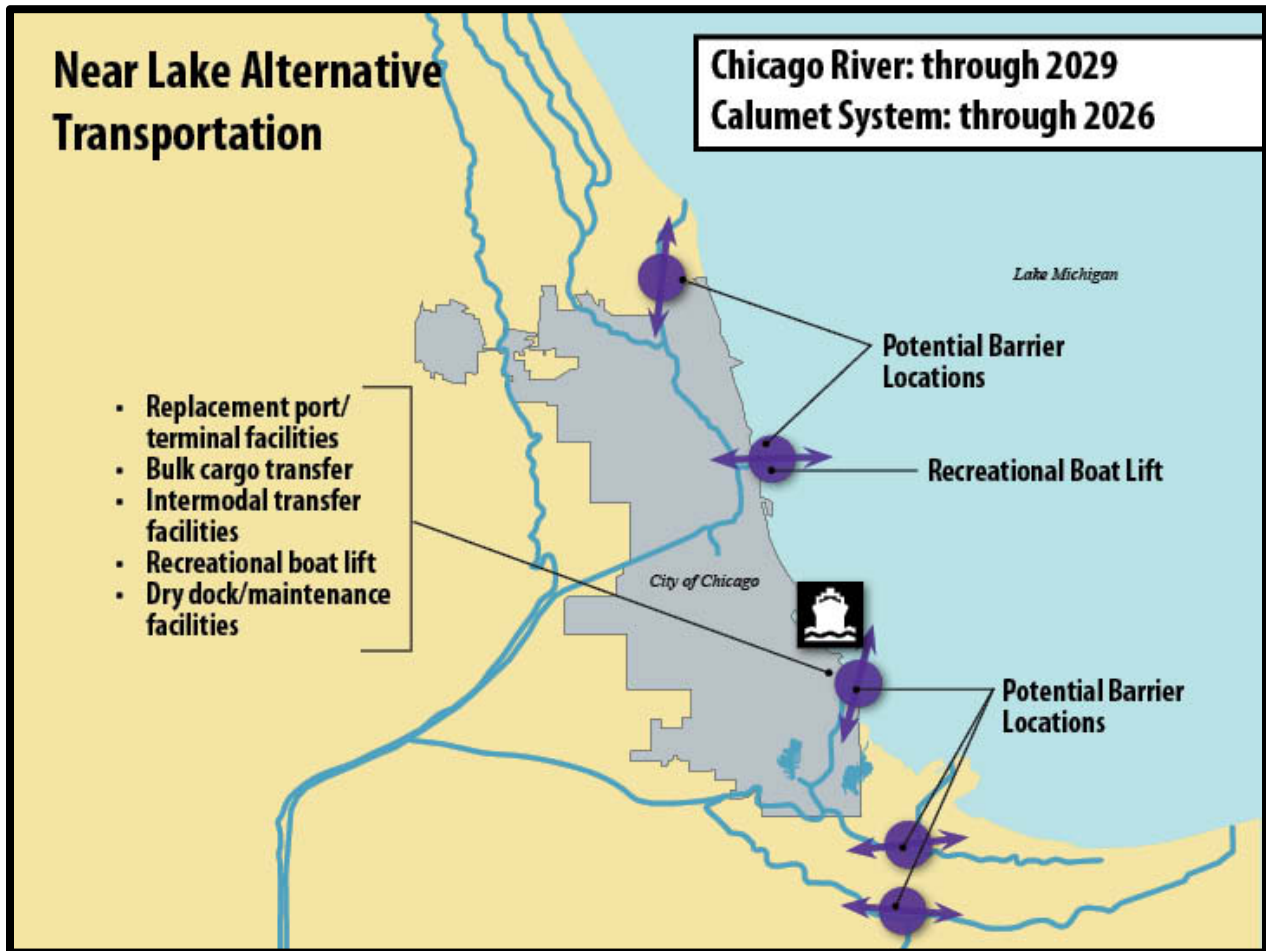 Near Lake Alternative
Transportation
Chicago River: through 2029
Calumet System: through 2026
Lake Michigan
Potential Barrier
Locations
Recreational Boat Lift
• Replacement port/
terminal facilities
• Bulk cargo transfer
• Intermodal transfer
facilities
• Recreational boat lift
• Dry dock/maintenance
facilities
City of Chicago
Potential Barrier
Locations